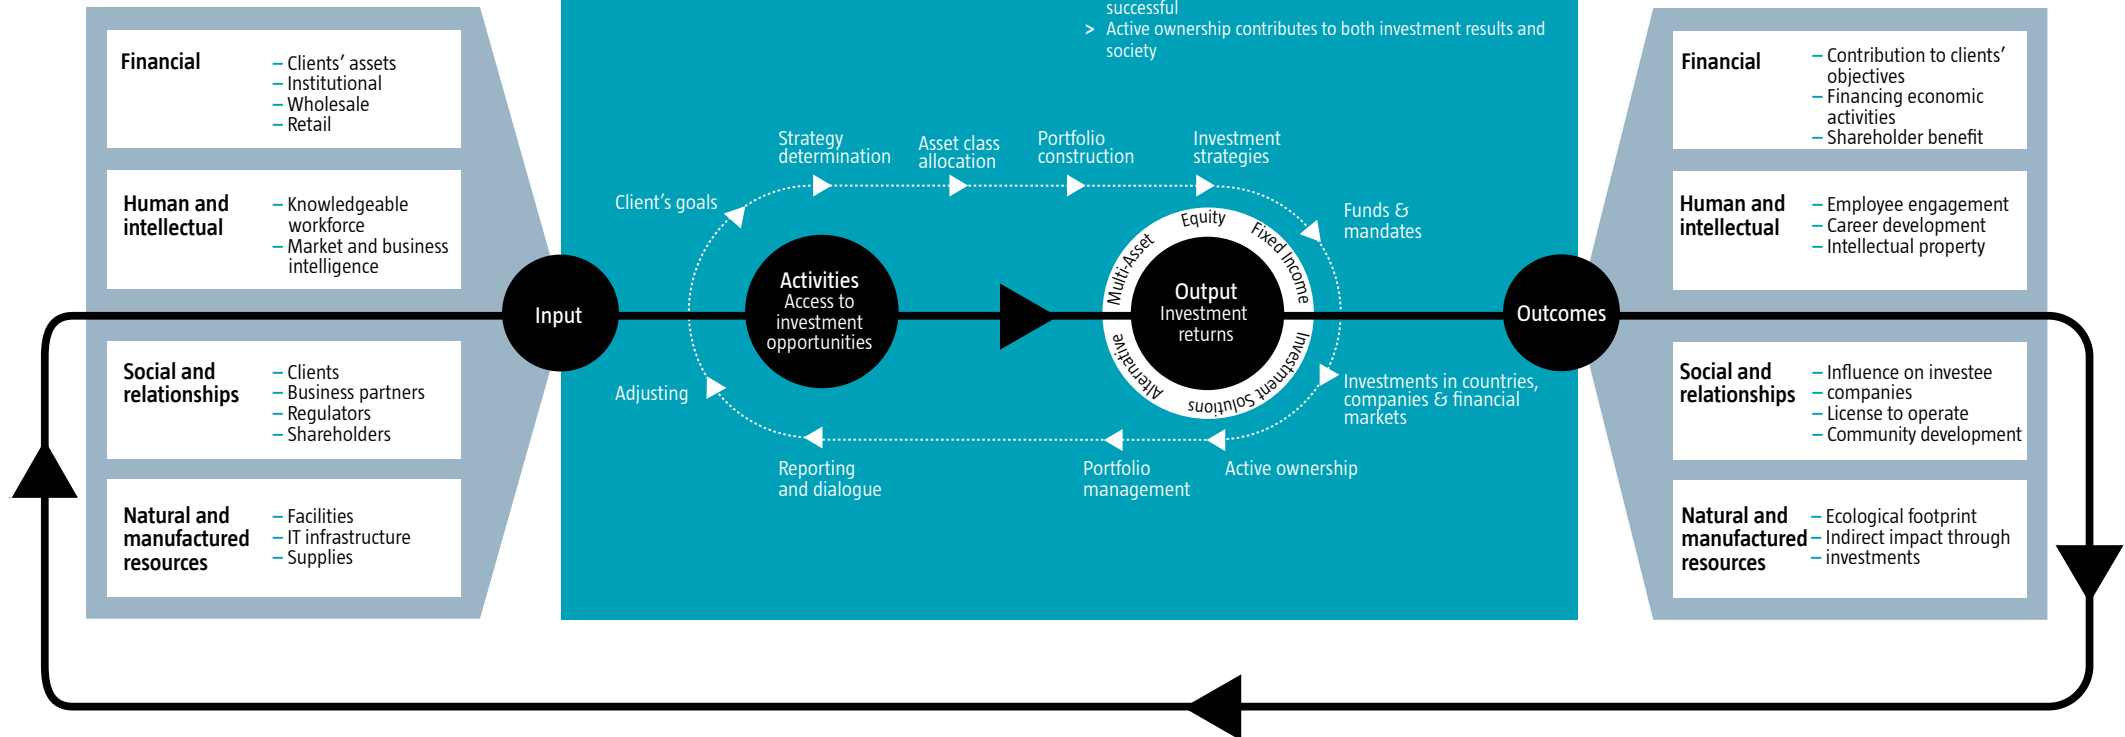 successful
> Active ownership contributes to both investment results and
society
Financial
– Clients’ assets
– Institutional
– Wholesale
– Retail
Human and
intellectual
– Knowledgeable
workforce
– Market and business
intelligence
Social and
relationships
– Clients
– Business partners
– Regulators
– Shareholders
Natural and
manufactured
resources
– Facilities
– IT infrastructure
– Supplies
Input
Client’s goals
Strategy
determination
Asset class
allocation
Portfolio
construction
Investment
strategies
Funds &
mandates
Investments in countries,
companies & financial
markets
Active ownership
Portfolio
management
Reporting
and dialogue
Adjusting
Activities
Access to
investment
opportunities
Multi-Asset
Equity
Fixed Income
Investment Solutions
Alternative
Output
Investment
returns
Outcomes
Financial
– Contribution to clients’
objectives
– Financing economic
activities
– Shareholder benefit
Human and
intellectual
– Employee engagement
– Career development
– Intellectual property
Social and
relationships
– Influence on investee
– companies
– License to operate
– Community development
Natural and
manufactured
resources
– Ecological footprint
– Indirect impact through
– investments